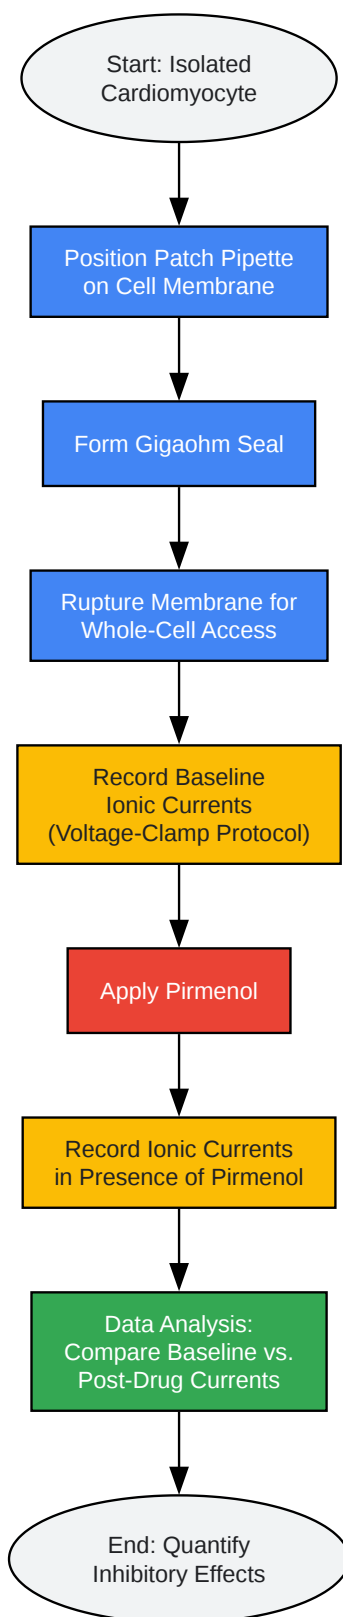 Start: Isolated
Cardiomyocyte
Position Patch Pipette
on Cell Membrane
Form Gigaohm Seal
Rupture Membrane for
Whole-Cell Access
Record Baseline
Ionic Currents
(Voltage-Clamp Protocol)
Apply Pirmenol
Record Ionic Currents
in Presence of Pirmenol
Data Analysis:
Compare Baseline vs.
Post-Drug Currents
End: Quantify
Inhibitory Effects